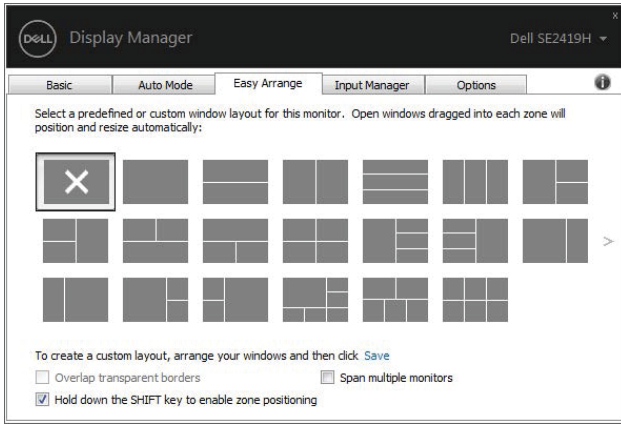 DELL Display Manager Dell SE2419H
Basic Auto Mode Easy Arrange Input Manager Options
Select a predefined or custom window layout for this monitor. Open windows dragged into each zone will
position and resize automatically:
To create a custom layout, arrange your windows and then click Save
Overlap transparent borders Span multiple monitors
Hold down the SHIFT key to enable zone positioning